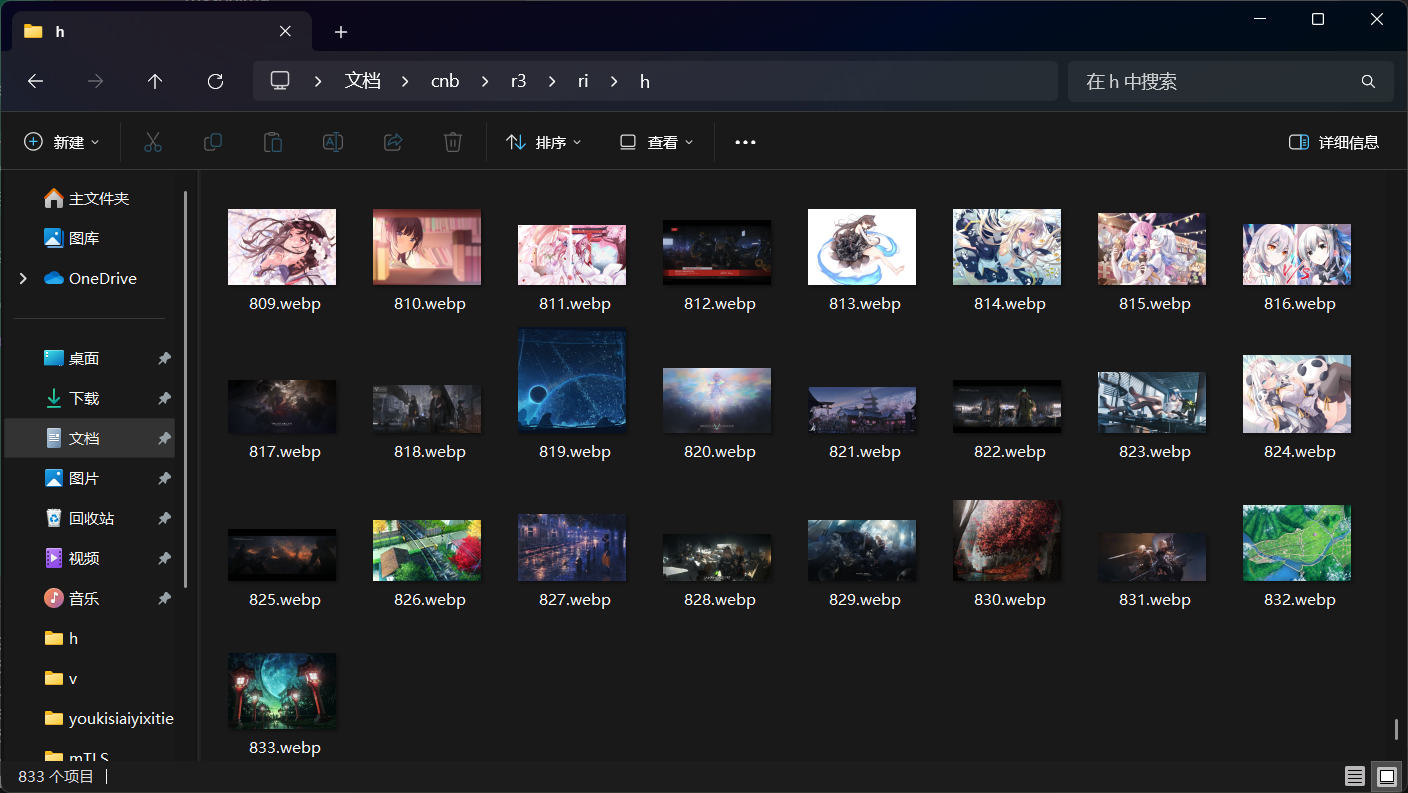 h
文档 cnb r3 ri h
在 h 中搜索
新建 排序 查看 详细信息
主文件夹
图库
OneDrive
桌面
下载
文档
图片
回收站
视频
音乐
h
v
youkisiaiyixitie
mTLS
809.webp 810.webp 811.webp 812.webp 813.webp 814.webp 815.webp 816.webp
817.webp 818.webp 819.webp 820.webp 821.webp 822.webp 823.webp 824.webp
825.webp 826.webp 827.webp 828.webp 829.webp 830.webp 831.webp 832.webp
833.webp
833 个项目